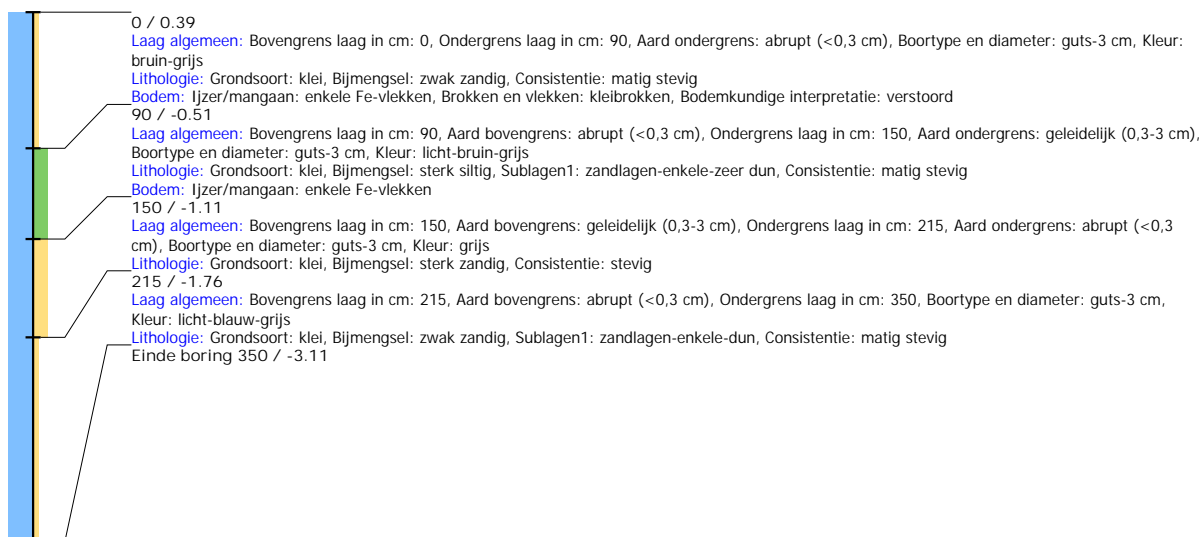 0 / 0.39
Laag algemeen: Bovengrens laag in cm: 0, Ondergrens laag in cm: 90, Aard ondergrens: abrupt (<0,3 cm), Boortype en diameter: guts-3 cm, Kleur:
bruin-grijs
Lithologie: Grondsoort: klei, Bijmengsel: zwak zandig, Consistentie: matig stevig
Bodem: Ijzer/mangaan: enkele Fe-vlekken, Brokken en vlekken: kleibrokken, Bodemkundige interpretatie: verstoord
90 / -0.51
Laag algemeen: Bovengrens laag in cm: 90, Aard bovengrens: abrupt (<0,3 cm), Ondergrens laag in cm: 150, Aard ondergrens: geleidelijk (0,3-3 cm),
Boortype en diameter: guts-3 cm, Kleur: licht-bruin-grijs
Lithologie: Grondsoort: klei, Bijmengsel: sterk siltig, Sublagen1: zandlagen-enkele-zeer dun, Consistentie: matig stevig
Bodem: Ijzer/mangaan: enkele Fe-vlekken
150 / -1.11
Laag algemeen: Bovengrens laag in cm: 150, Aard bovengrens: geleidelijk (0,3-3 cm), Ondergrens laag in cm: 215, Aard ondergrens: abrupt (<0,3
cm), Boortype en diameter: guts-3 cm, Kleur: grijs
Lithologie: Grondsoort: klei, Bijmengsel: sterk zandig, Consistentie: stevig
215 / -1.76
Laag algemeen: Bovengrens laag in cm: 215, Aard bovengrens: abrupt (<0,3 cm), Ondergrens laag in cm: 350, Boortype en diameter: guts-3 cm,
Kleur: licht-blauw-grijs
Lithologie: Grondsoort: klei, Bijmengsel: zwak zandig, Sublagen1: zandlagen-enkele-dun, Consistentie: matig stevig
Einde boring 350 / -3.11